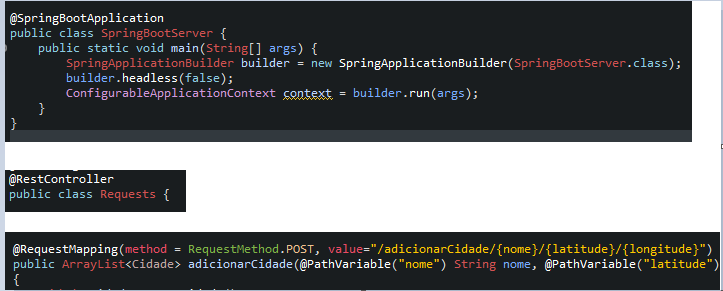 @SpringBootApplication
public class SpringBootServer {
public static void main(String[] args) {
SpringApplicationBuilder builder = new SpringApplicationBuilder(SpringBootServer.class);
builder.headless(false);
ConfigurableApplicationContext context = builder.run(args);
}
}
@RestController
public class Requests {
@RequestMapping(method = RequestMethod.POST, value="/adicionarCidade/{nome}/{latitude}/{longitude}")
public ArrayList<Cidade> adicionarCidade(@PathVariable("nome") String nome, @PathVariable("latitude")
{